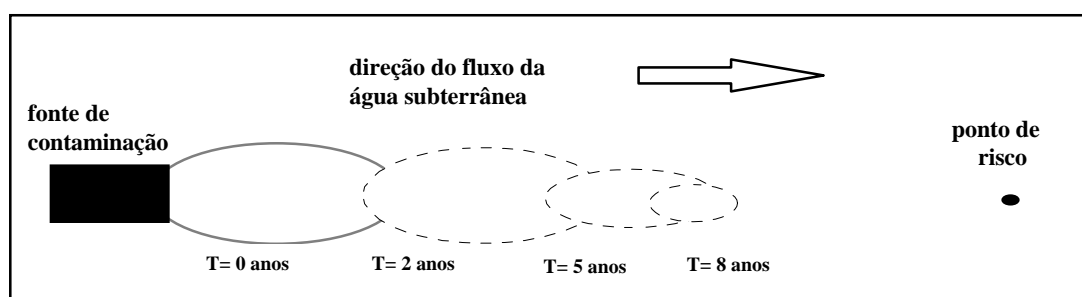 direção do fluxo da
água subterrânea
fonte de
contaminação
ponto de
risco
T= 0 anos
T= 2 anos
T= 5 anos
T= 8 anos